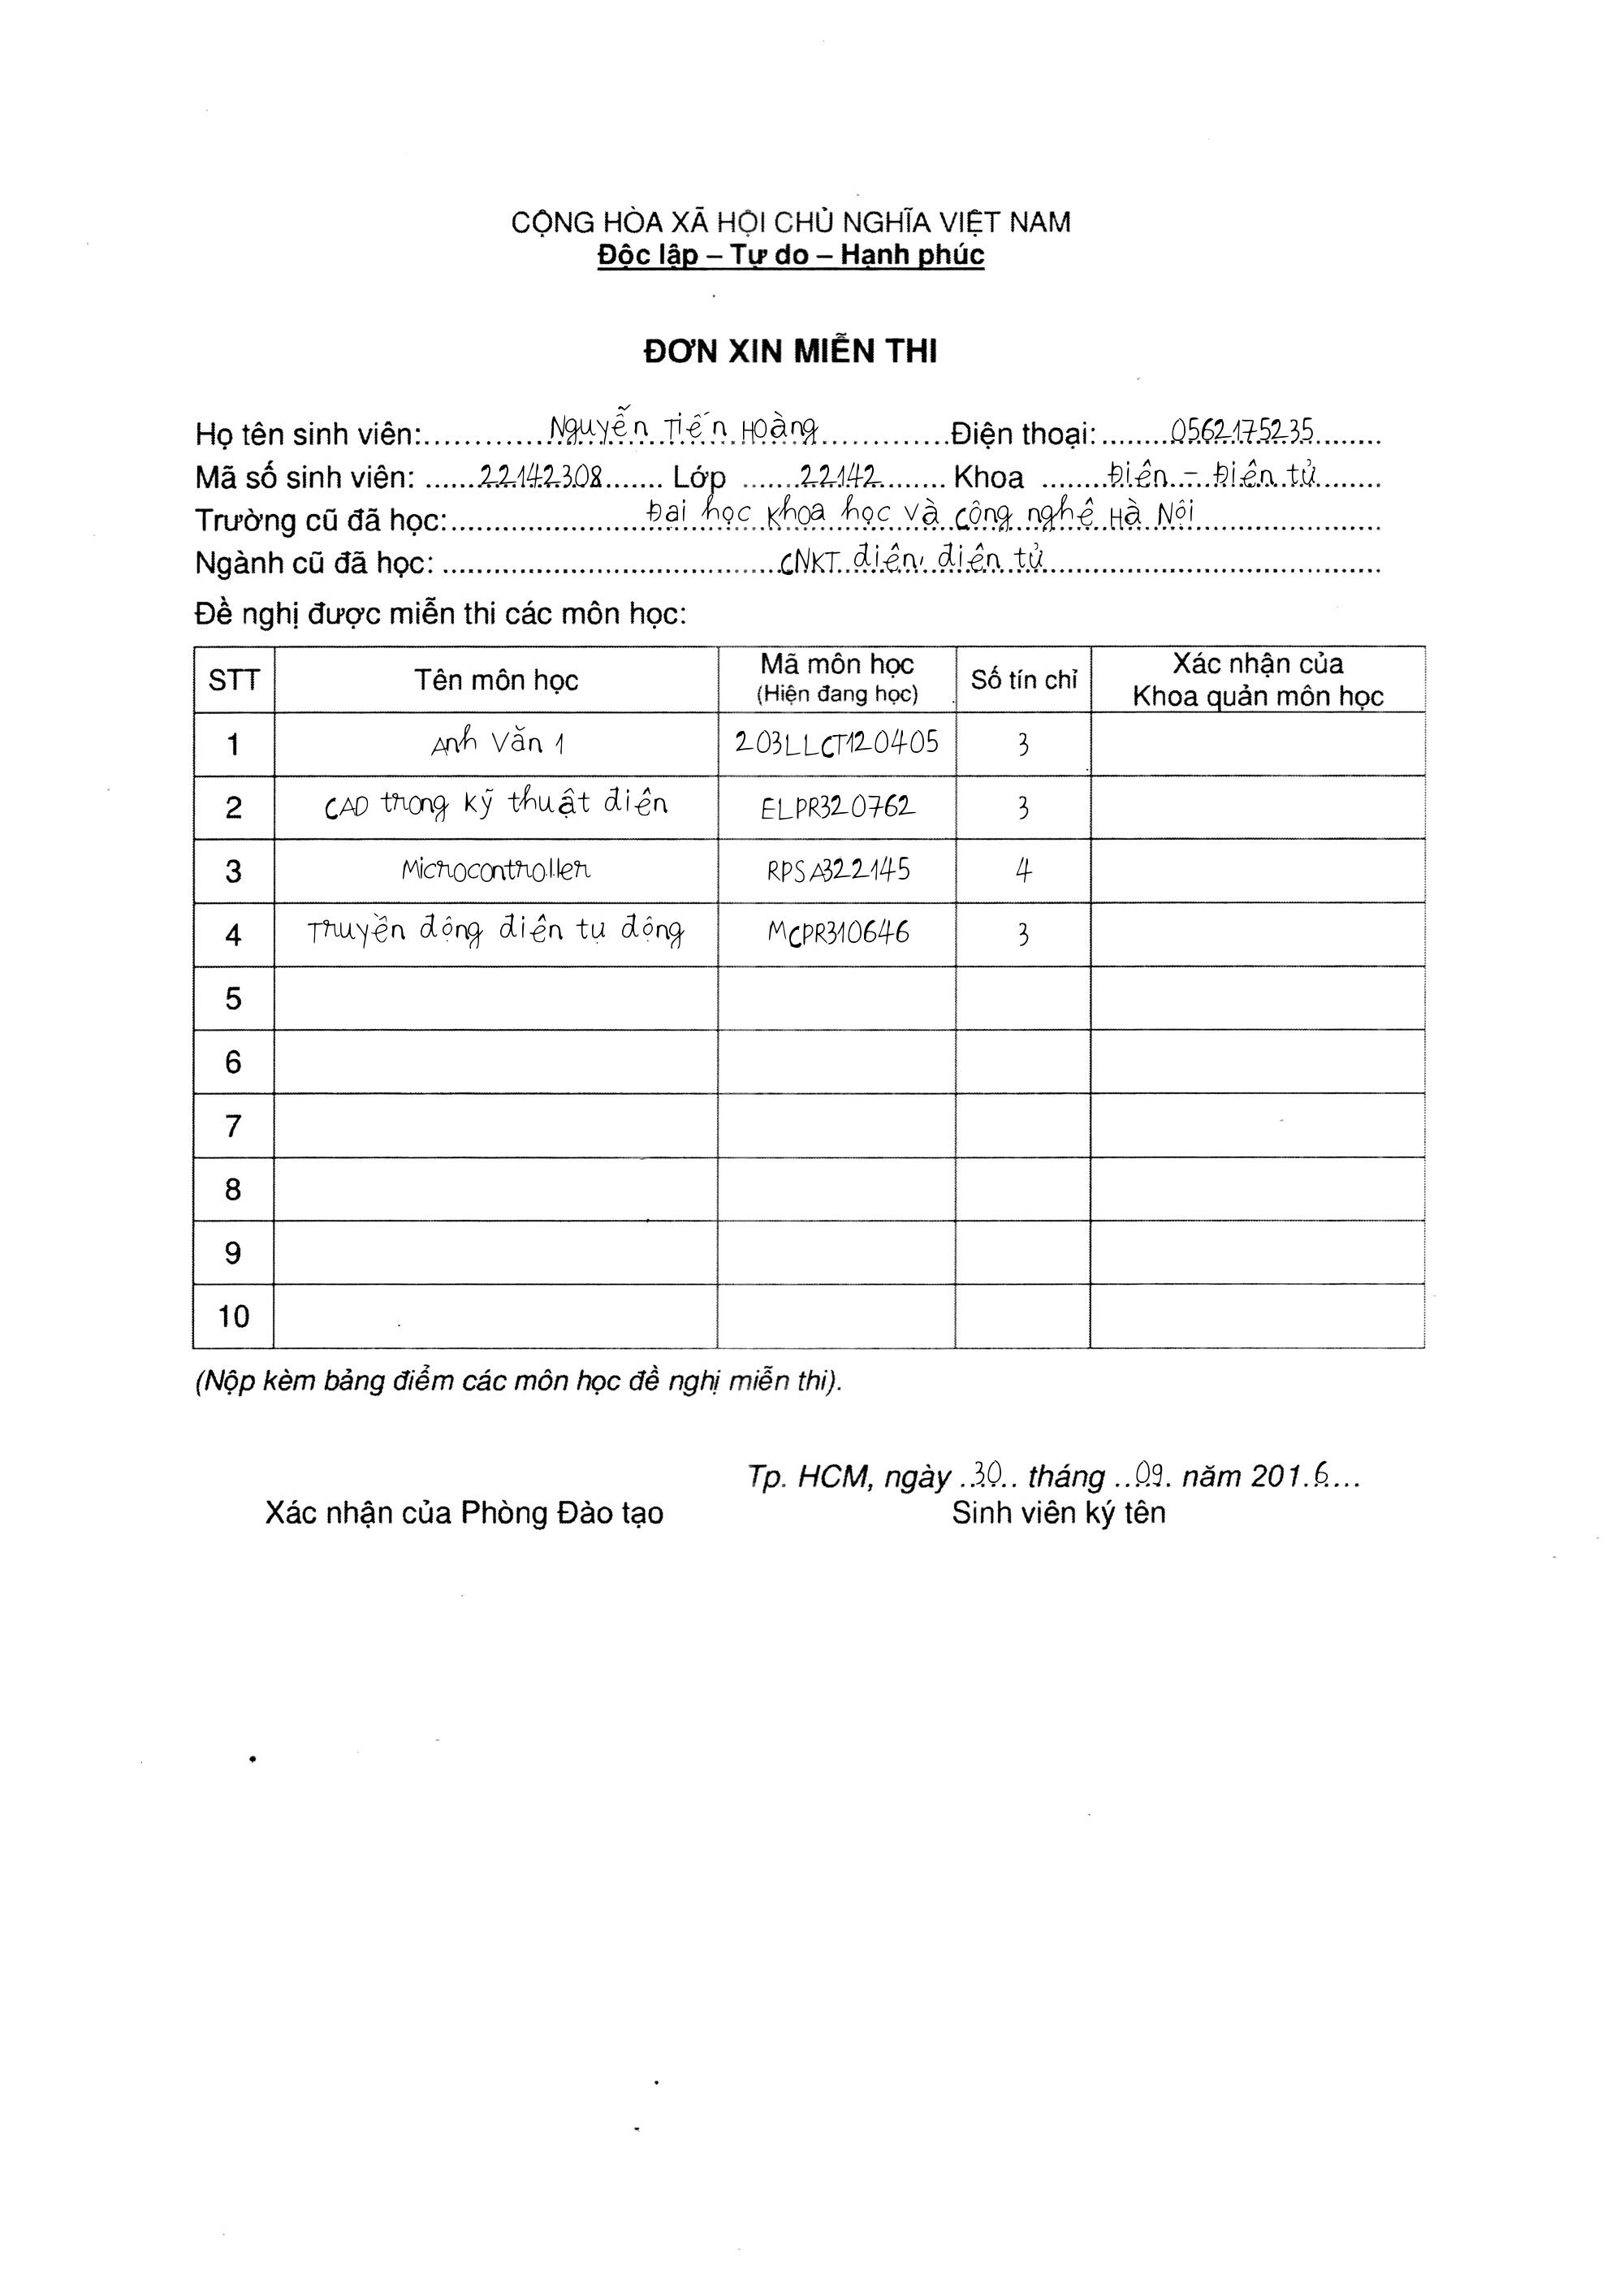 CỘNG HÒA XÃ HỘI CHỦ NGHĨA VIỆT NAM
Độc lập – Tự do – Hạnh phúc
ĐƠN XIN MIỄN THI
Họ tên sinh viên: Nguyễn Tiến Hoàng Điện thoại: 0562175235
Mã số sinh viên: 22142308 Lớp 22142 Khoa Điện - Điện tử
Trường cũ đã học: Đại học khoa học và công nghệ Hà Nội
Ngành cũ đã học: CNKT điện, điện tử
Đề nghị được miễn thi các môn học:
STT Tên môn học Mã môn học (Hiện đang học) Số tín chỉ Xác nhận của Khoa quản môn học
1 Anh Văn 1 203LLCT120405 3
2 CAD trong kỹ thuật điện ELPR320762 3
3 Microcontroller RPSA322145 4
4 Truyền động điện tự động MCPR310646 3
5
6
7
8
9
10
(Nộp kèm bảng điểm các môn học đề nghị miễn thi).
Tp. HCM, ngày 30 tháng 09 năm 2016
Xác nhận của Phòng Đào tạo Sinh viên ký tên